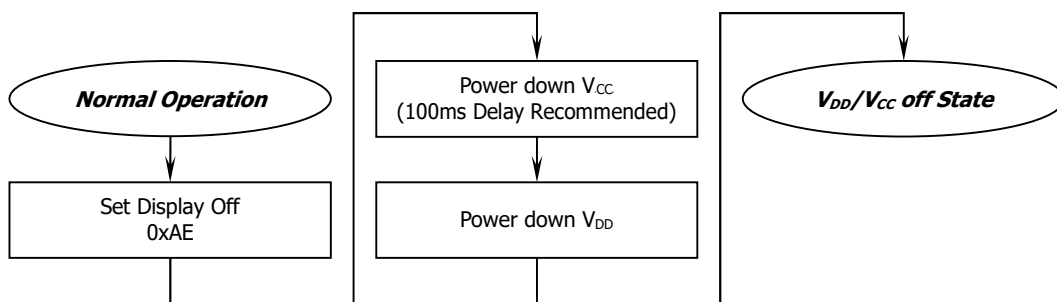 Normal Operation
Set Display Off
0xAE
Power down VCC
(100ms Delay Recommended)
Power down VDD
VDD/VCC off State